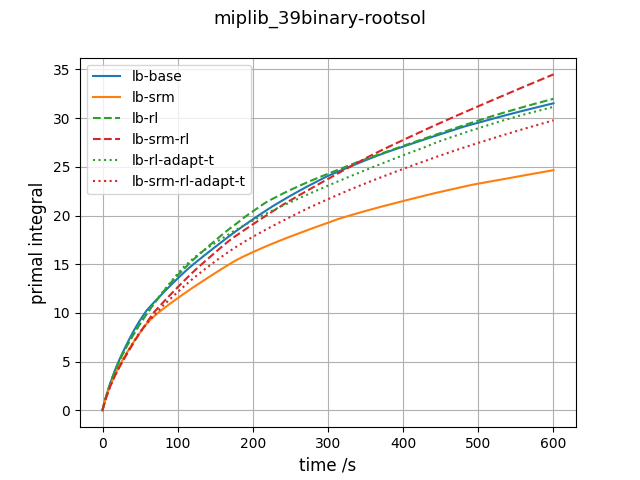 miplib_39binary-rootsol
primal integral
35
30
25
20
15
10
5
0
lb-base
lb-srm
lb-rl
lb-srm-rl
lb-rl-adapt-t
lb-srm-rl-adapt-t
0 100 200 300 400 500 600
time /s